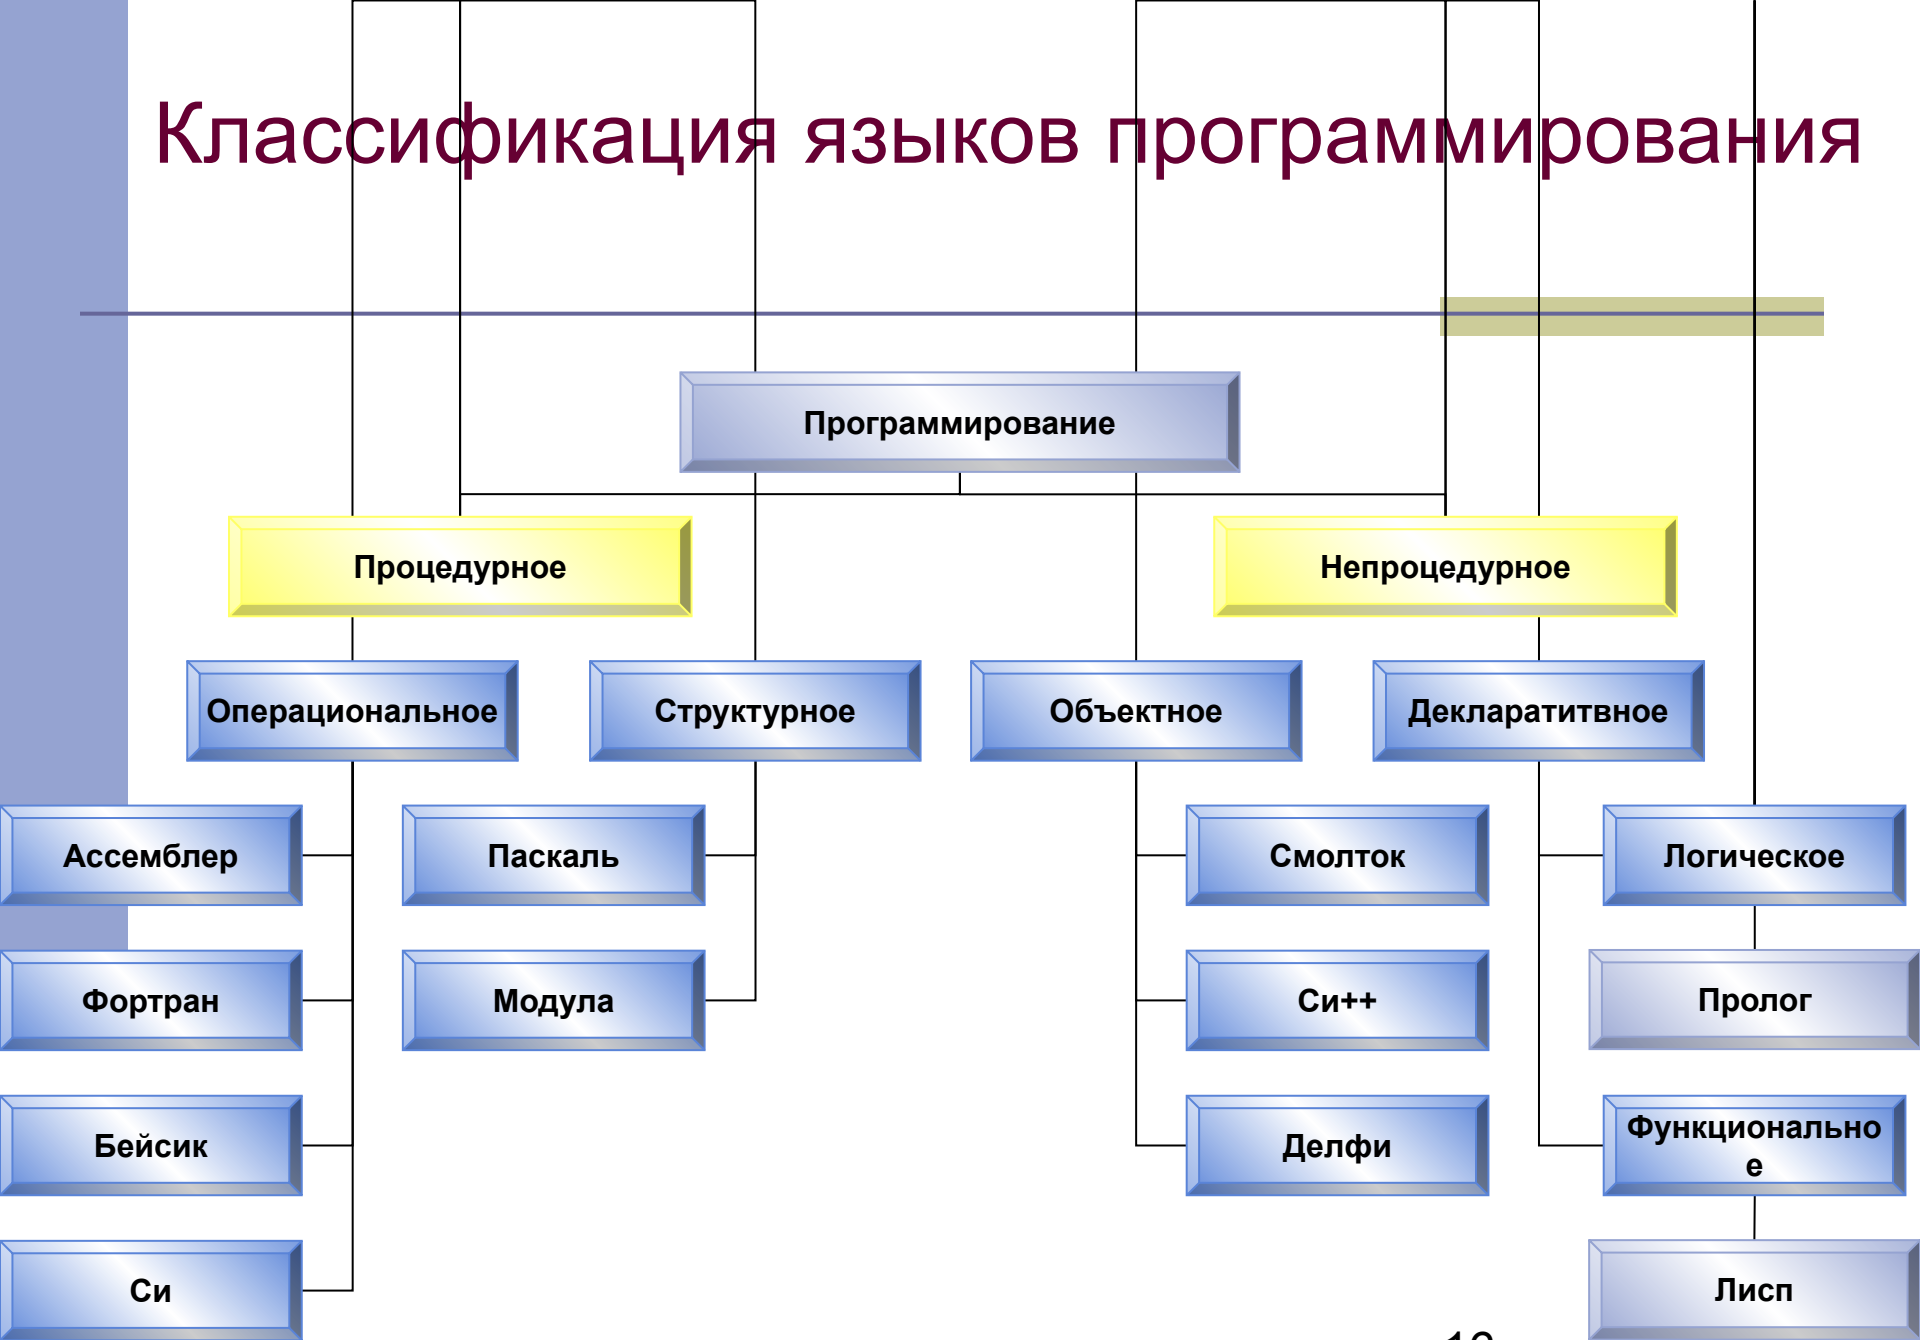 Классификация языков программирования
Программирование
Процедурное
Непроцедурное
Операциональное
Структурное
Объектное
Декларатитвное
Ассемблер
Паскаль
Смолток
Логическое
Фортран
Модула
Си++
Пролог
Бейсик
Делфи
Функционально
е
Си
Лисп